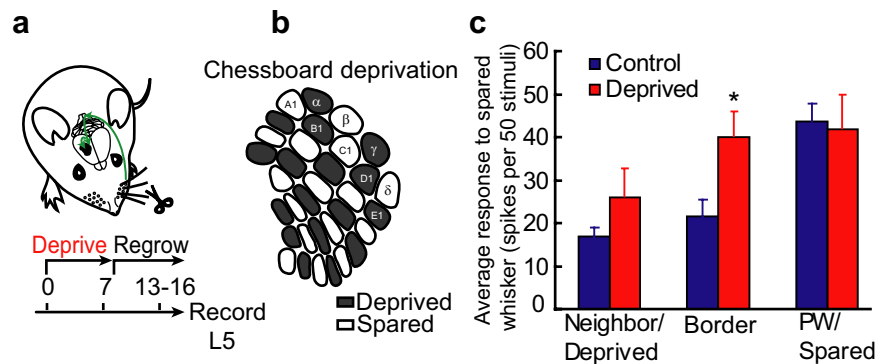 a
Deprive Regrow
0 7 13-16
Record
L5
b
Chessboard deprivation
A1 α
B1 β
C1 γ
D1 δ
E1
Deprived
Spared
c
Average response to spared
whisker (spikes per 50 stimuli)
60
50
40
30
20
10
0
Control
Deprived
*
Neighbor/
Deprived
Border
PW/
Spared